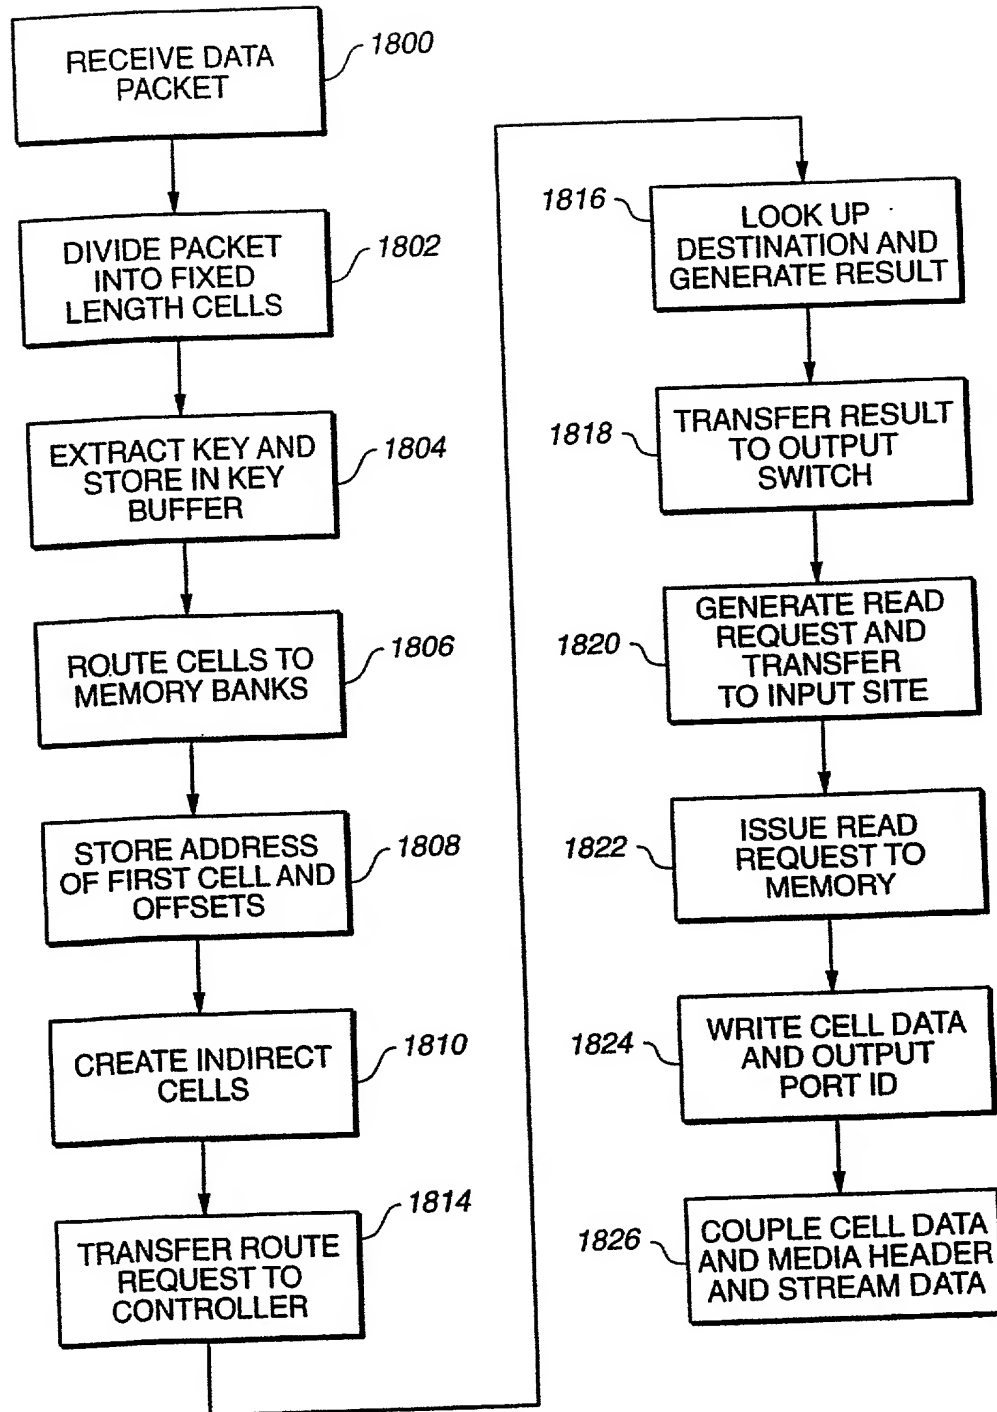 RECEIVE DATA
PACKET
1800
DIVIDE PACKET
INTO FIXED
LENGTH CELLS
1802
EXTRACT KEY AND
STORE IN KEY
BUFFER
1804
ROUTE CELLS TO
MEMORY BANKS
1806
STORE ADDRESS
OF FIRST CELL AND
OFFSETS
1808
CREATE INDIRECT
CELLS
1810
TRANSFER ROUTE
REQUEST TO
CONTROLLER
1814
1816
LOOK UP
DESTINATION AND
GENERATE RESULT
1818
TRANSFER RESULT
TO OUTPUT
SWITCH
1820
GENERATE READ
REQUEST AND
TRANSFER
TO INPUT SITE
1822
ISSUE READ
REQUEST TO
MEMORY
1824
WRITE CELL DATA
AND OUTPUT
PORT ID
1826
COUPLE CELL DATA
AND MEDIA HEADER
AND STREAM DATA